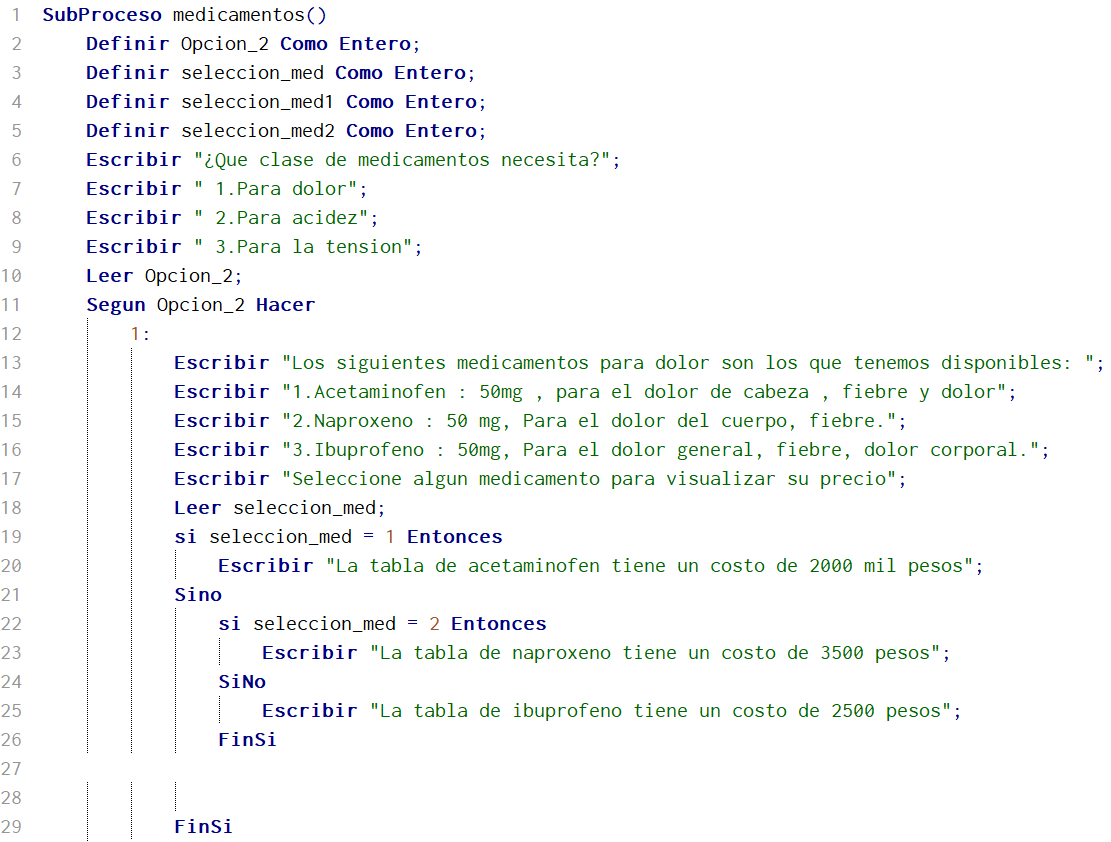 1 SubProceso medicamentos()
2 Definir Opcion_2 Como Entero;
3 Definir seleccion_med Como Entero;
4 Definir seleccion_med1 Como Entero;
5 Definir seleccion_med2 Como Entero;
6 Escribir "¿Que clase de medicamentos necesita?";
7 Escribir " 1.Para dolor";
8 Escribir " 2.Para acidez";
9 Escribir " 3.Para la tension";
10 Leer Opcion_2;
11 Segun Opcion_2 Hacer
12 1:
13 Escribir "Los siguientes medicamentos para dolor son los que tenemos disponibles: ";
14 Escribir "1.Acetaminofen : 50mg , para el dolor de cabeza , fiebre y dolor";
15 Escribir "2.Naproxeno : 50 mg, Para el dolor del cuerpo, fiebre.";
16 Escribir "3.Ibuprofeno : 50mg, Para el dolor general, fiebre, dolor corporal.";
17 Escribir "Seleccione algun medicamento para visualizar su precio";
18 Leer seleccion_med;
19 si seleccion_med = 1 Entonces
20 Escribir "La tabla de acetaminofen tiene un costo de 2000 mil pesos";
21 Sino
22 si seleccion_med = 2 Entonces
23 Escribir "La tabla de naproxeno tiene un costo de 3500 pesos";
24 SiNo
25 Escribir "La tabla de ibuprofeno tiene un costo de 2500 pesos";
26 FinSi
27
28
29 FinSi